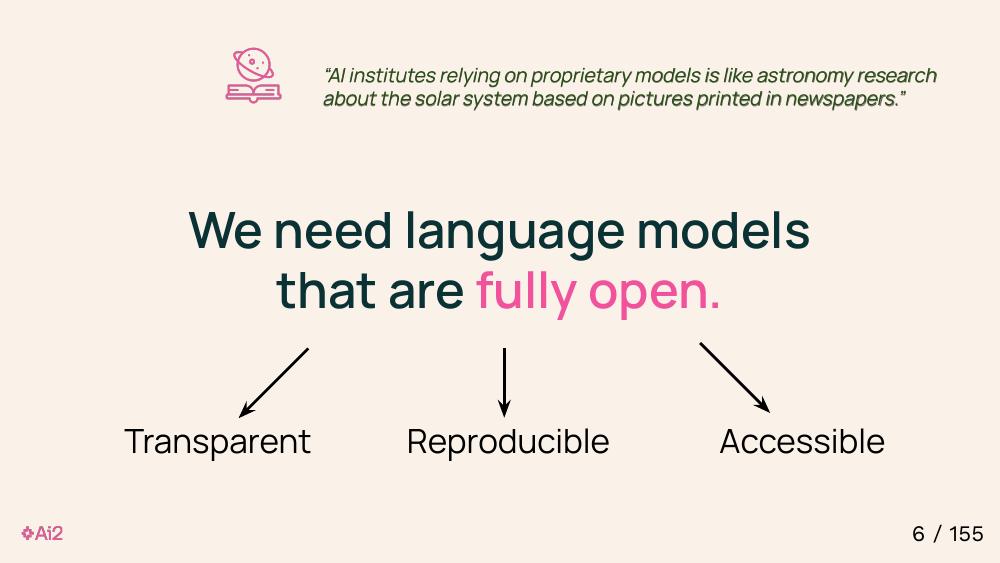 “AI institutes relying on proprietary models is like astronomy research
about the solar system based on pictures printed in newspapers.”
We need language models
that are fully open.
Transparent
Reproducible
Accessible
Ai2
6 / 155